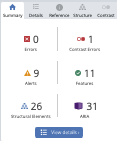 Summary Details Reference Structure Contrast
0 1
Errors Contrast Errors
9 11
Alerts Features
26 31
Structural Elements ARIA
View details